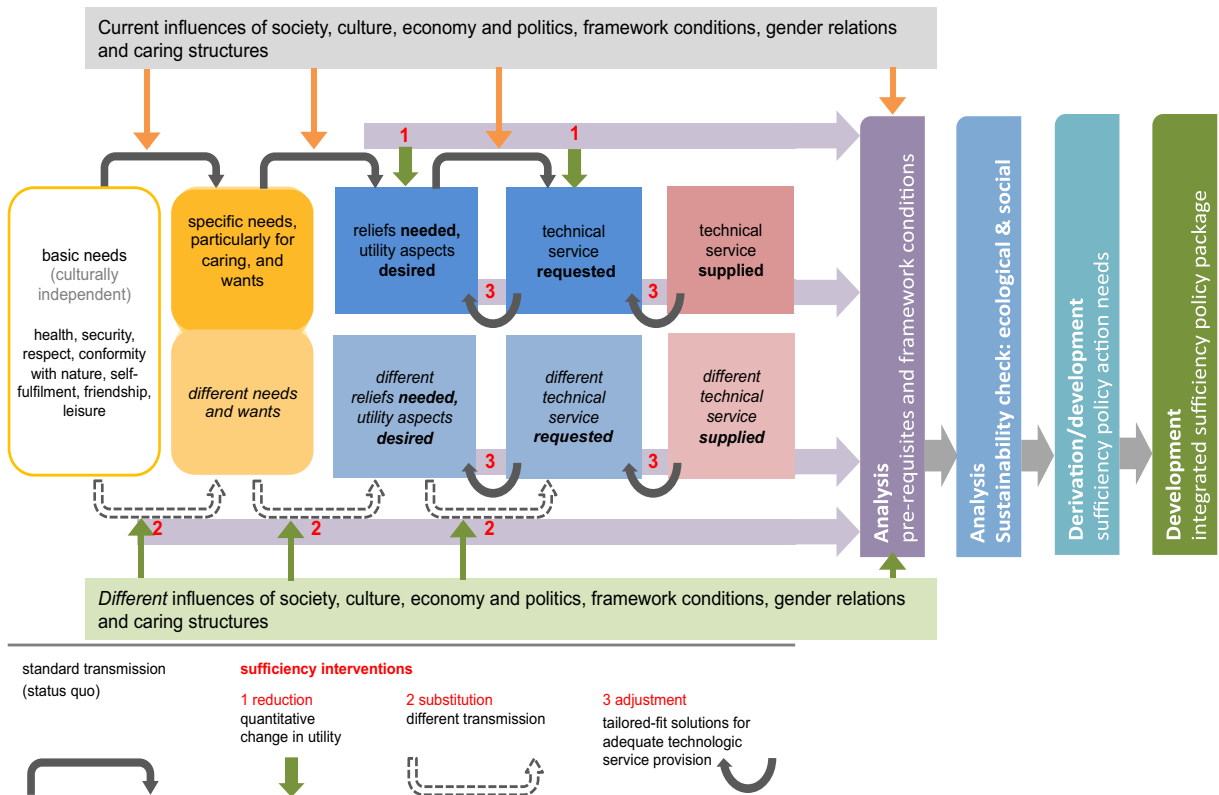 Current influences of society, culture, economy and politics, framework conditions, gender relations
and caring structures
1
1
basic needs
(culturally
independent)
health, security,
respect, conformity
with nature, self-
fulfilment, friendship,
leisure
specific needs,
particularly for
caring, and
wants
reliefs needed,
utility aspects
desired
technical
service
requested
technical
service
supplied
3
3
different needs
and wants
different
reliefs needed,
utility aspects
desired
different
technical
service
requested
different
technical
service
supplied
3
3
2
2
2
Analysis
pre-requisites and framework conditions
Analysis
Sustainability check: ecological & social
Derivation/development
sufficiency policy action needs
Development
integrated sufficiency policy package
Different influences of society, culture, economy and politics, framework conditions, gender relations
and caring structures
standard transmission
(status quo)
sufficiency interventions
1 reduction
quantitative
change in utility
2 substitution
different transmission
3 adjustment
tailored-fit solutions for
adequate technologic
service provision